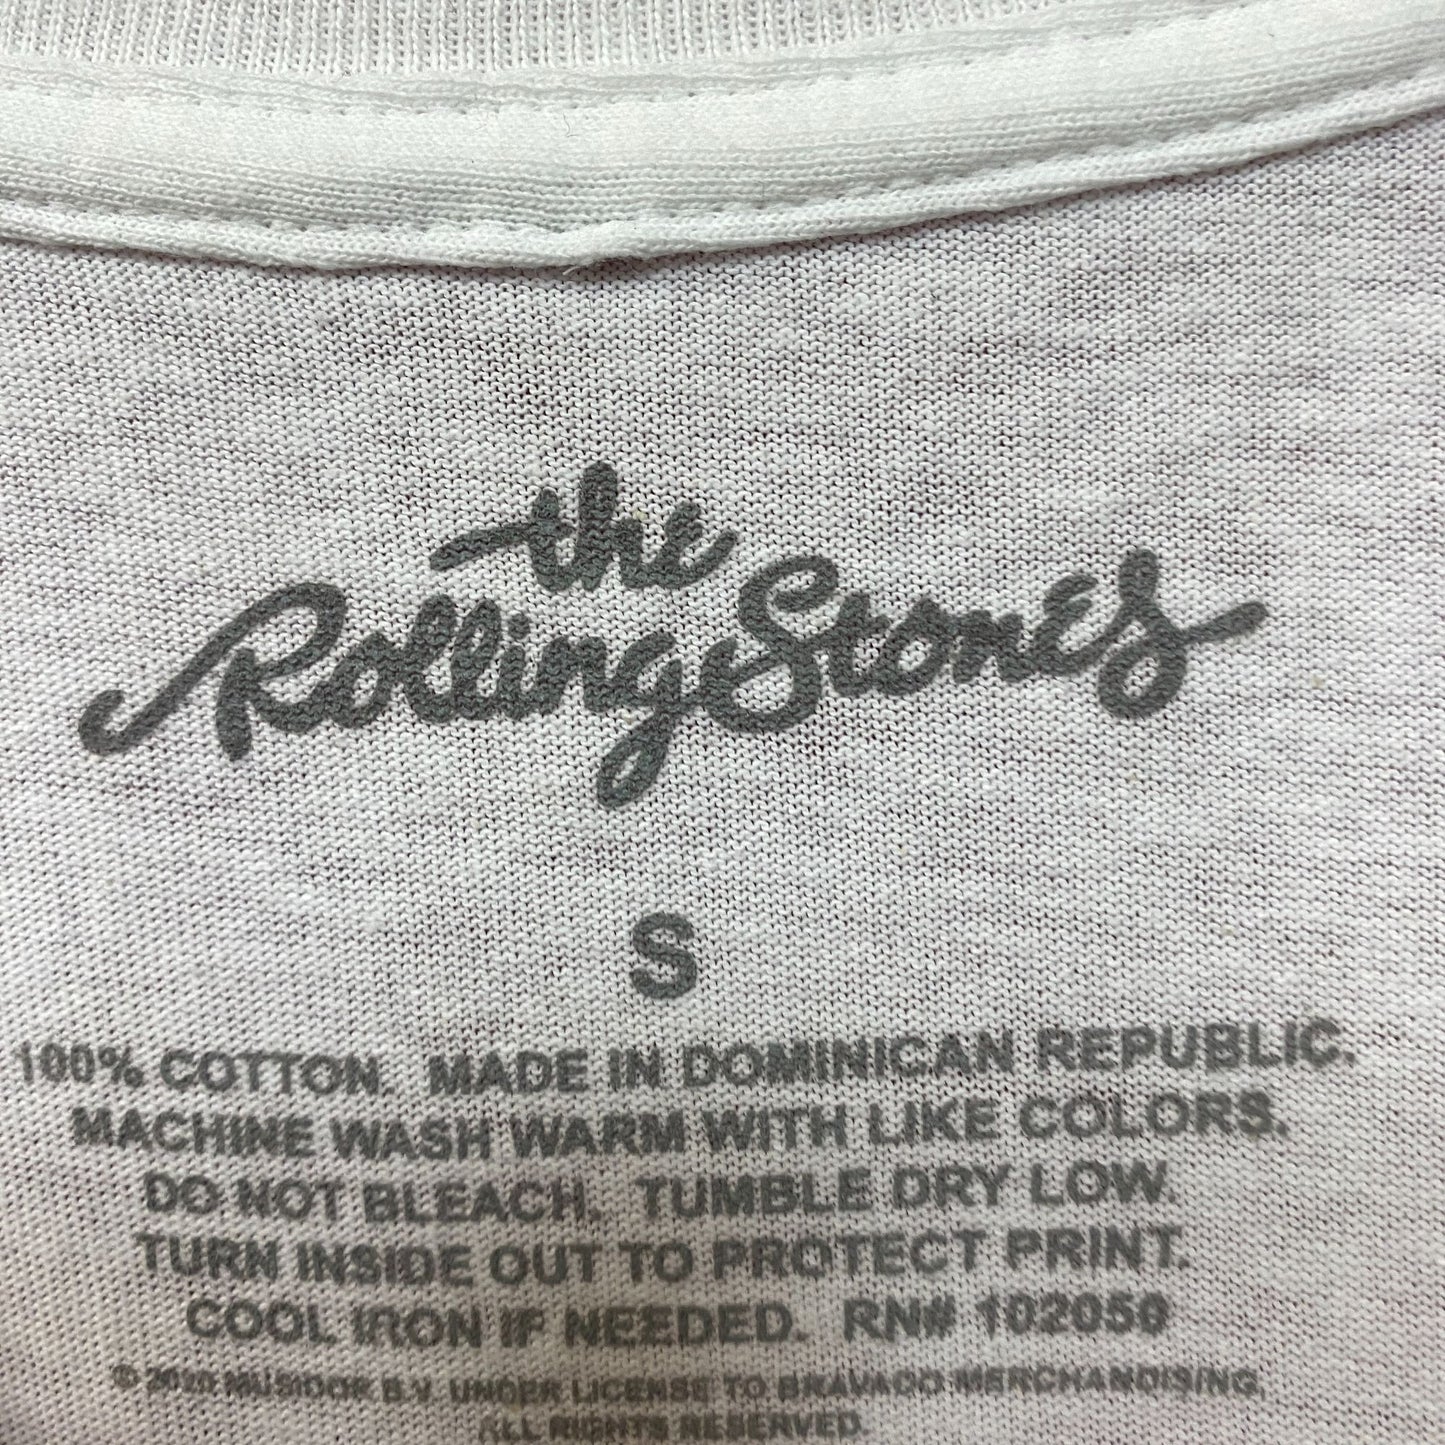 the
Rolling Stones
S
100% COTTON. MADE IN DOMINICAN REPUBLIC.
MACHINE WASH WARM WITH LIKE COLORS.
DO NOT BLEACH. TUMBLE DRY LOW.
TURN INSIDE OUT TO PROTECT PRINT.
COOL IRON IF NEEDED. RN# 102050
© 2020 MUSIDOR B.V. UNDER LICENSE TO BRAVADO MERCHANDISING,
ALL RIGHTS RESERVED.